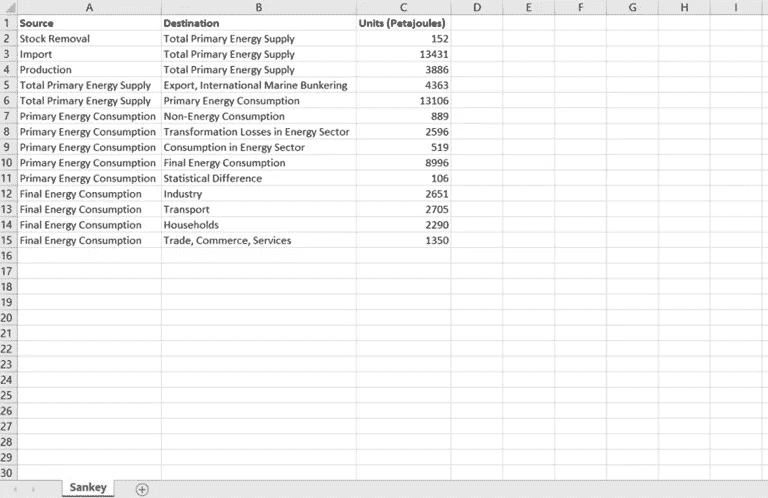 A B C D E F G H I
1 Source Destination Units (Petajoules)
2 Stock Removal Total Primary Energy Supply 152
3 Import Total Primary Energy Supply 13431
4 Production Total Primary Energy Supply 3886
5 Total Primary Energy Supply Export, International Marine Bunkering 4363
6 Total Primary Energy Supply Primary Energy Consumption 13106
7 Primary Energy Consumption Non-Energy Consumption 889
8 Primary Energy Consumption Transformation Losses in Energy Sector 2596
9 Primary Energy Consumption Consumption in Energy Sector 519
10 Primary Energy Consumption Final Energy Consumption 8996
11 Primary Energy Consumption Statistical Difference 106
12 Final Energy Consumption Industry 2651
13 Final Energy Consumption Transport 2705
14 Final Energy Consumption Households 2290
15 Final Energy Consumption Trade, Commerce, Services 1350
16
17
18
19
20
21
22
23
24
25
26
27
28
29
30
Sankey